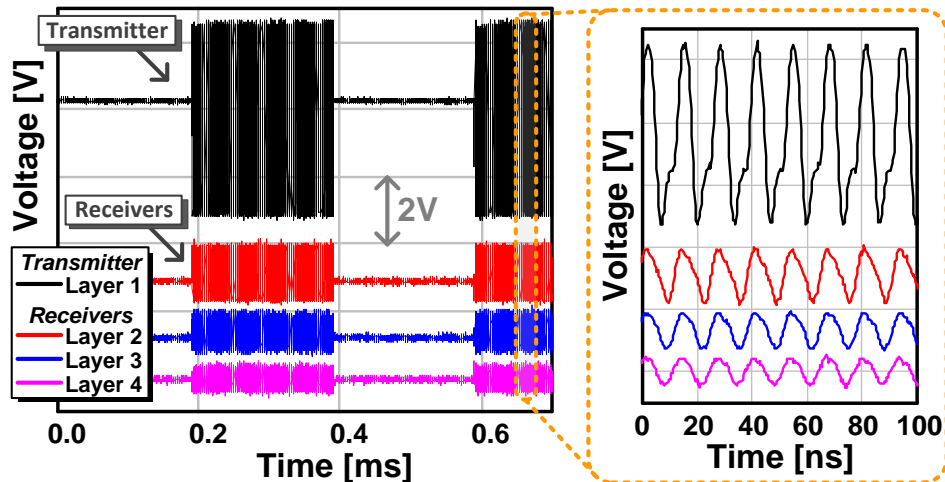 Transmitter
Receivers
2V
Voltage [V]
Transmitter
Layer 1
Receivers
Layer 2
Layer 3
Layer 4
0.0 0.2 0.4 0.6
Time [ms]
Voltage [V]
0 20 40 60 80 100
Time [ns]